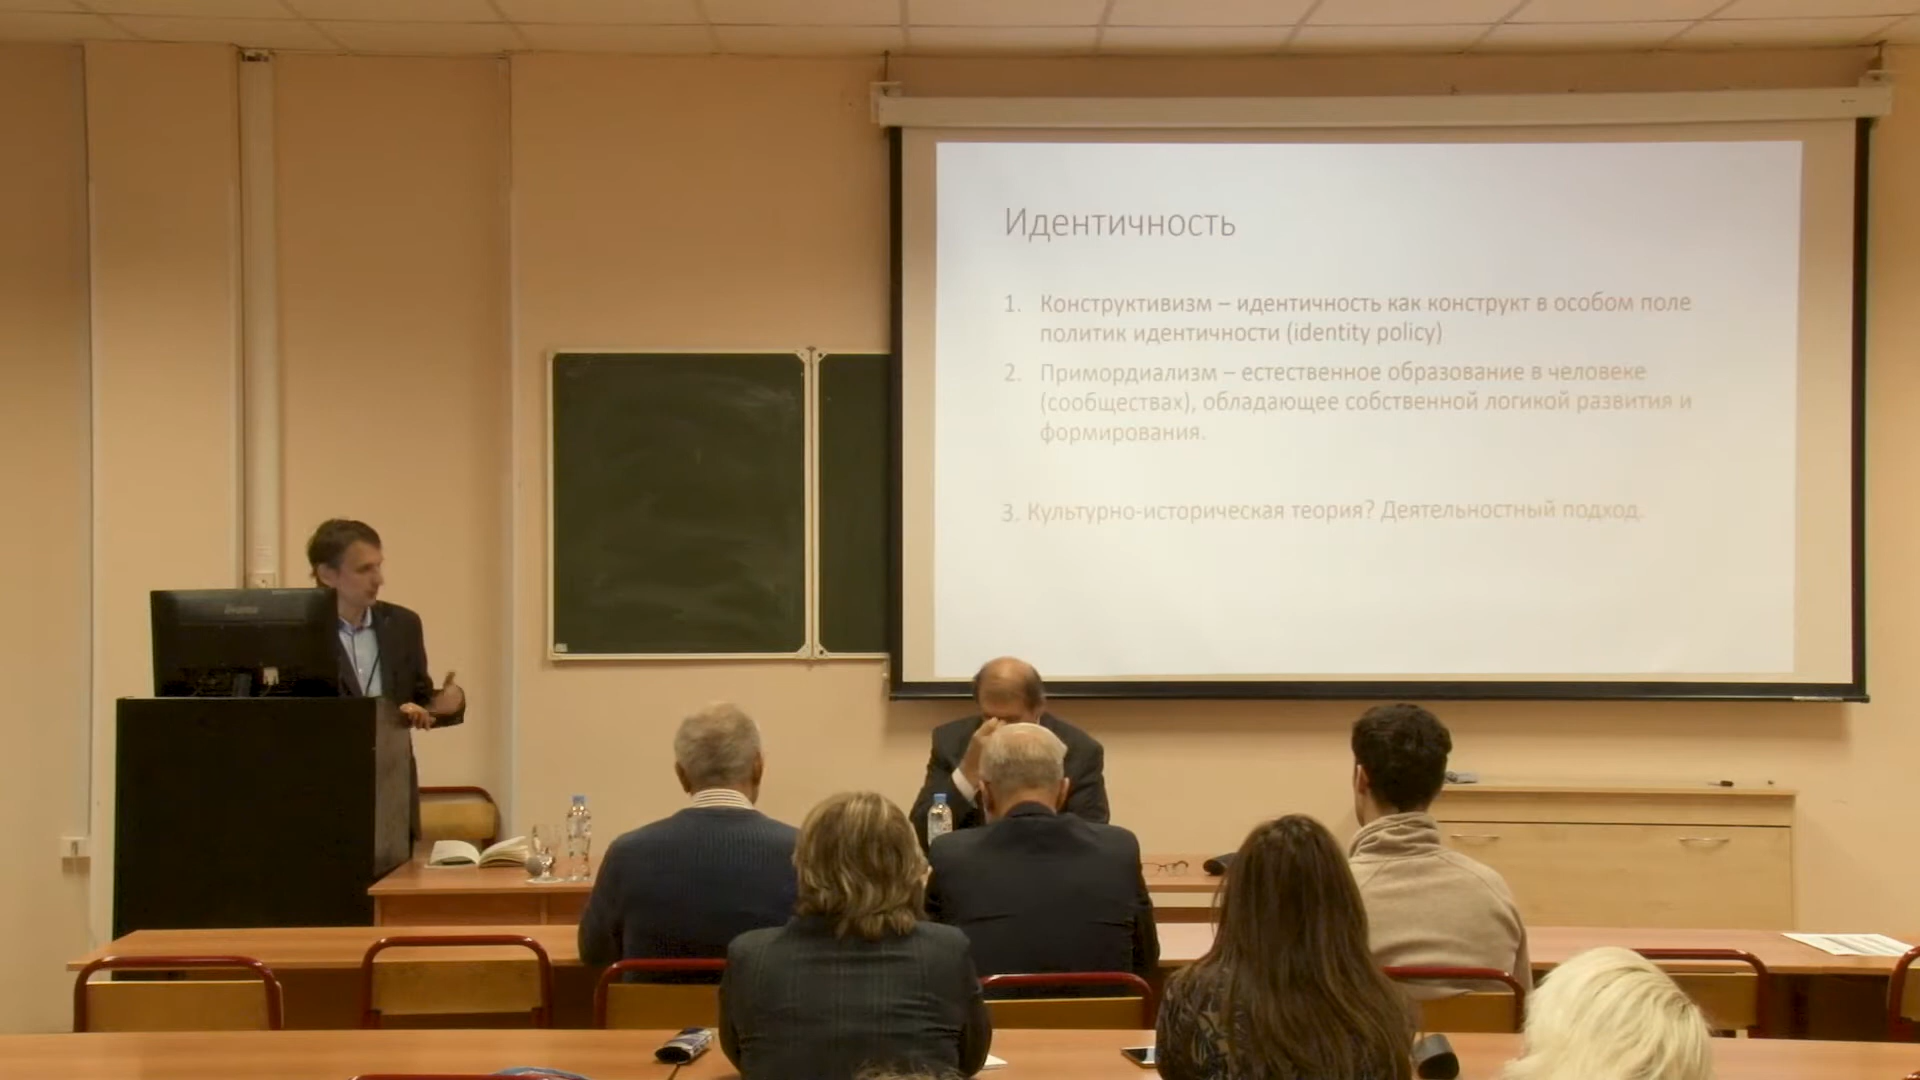 Идентичность
1. Конструктивизм – идентичность как конструкт в особом поле
политик идентичности (identity policy)
2. Примордиализм – естественное образование в человеке
(сообществах), обладающее собственной логикой развития и
формирования.
3. Культурно-историческая теория? Деятельностный подход.